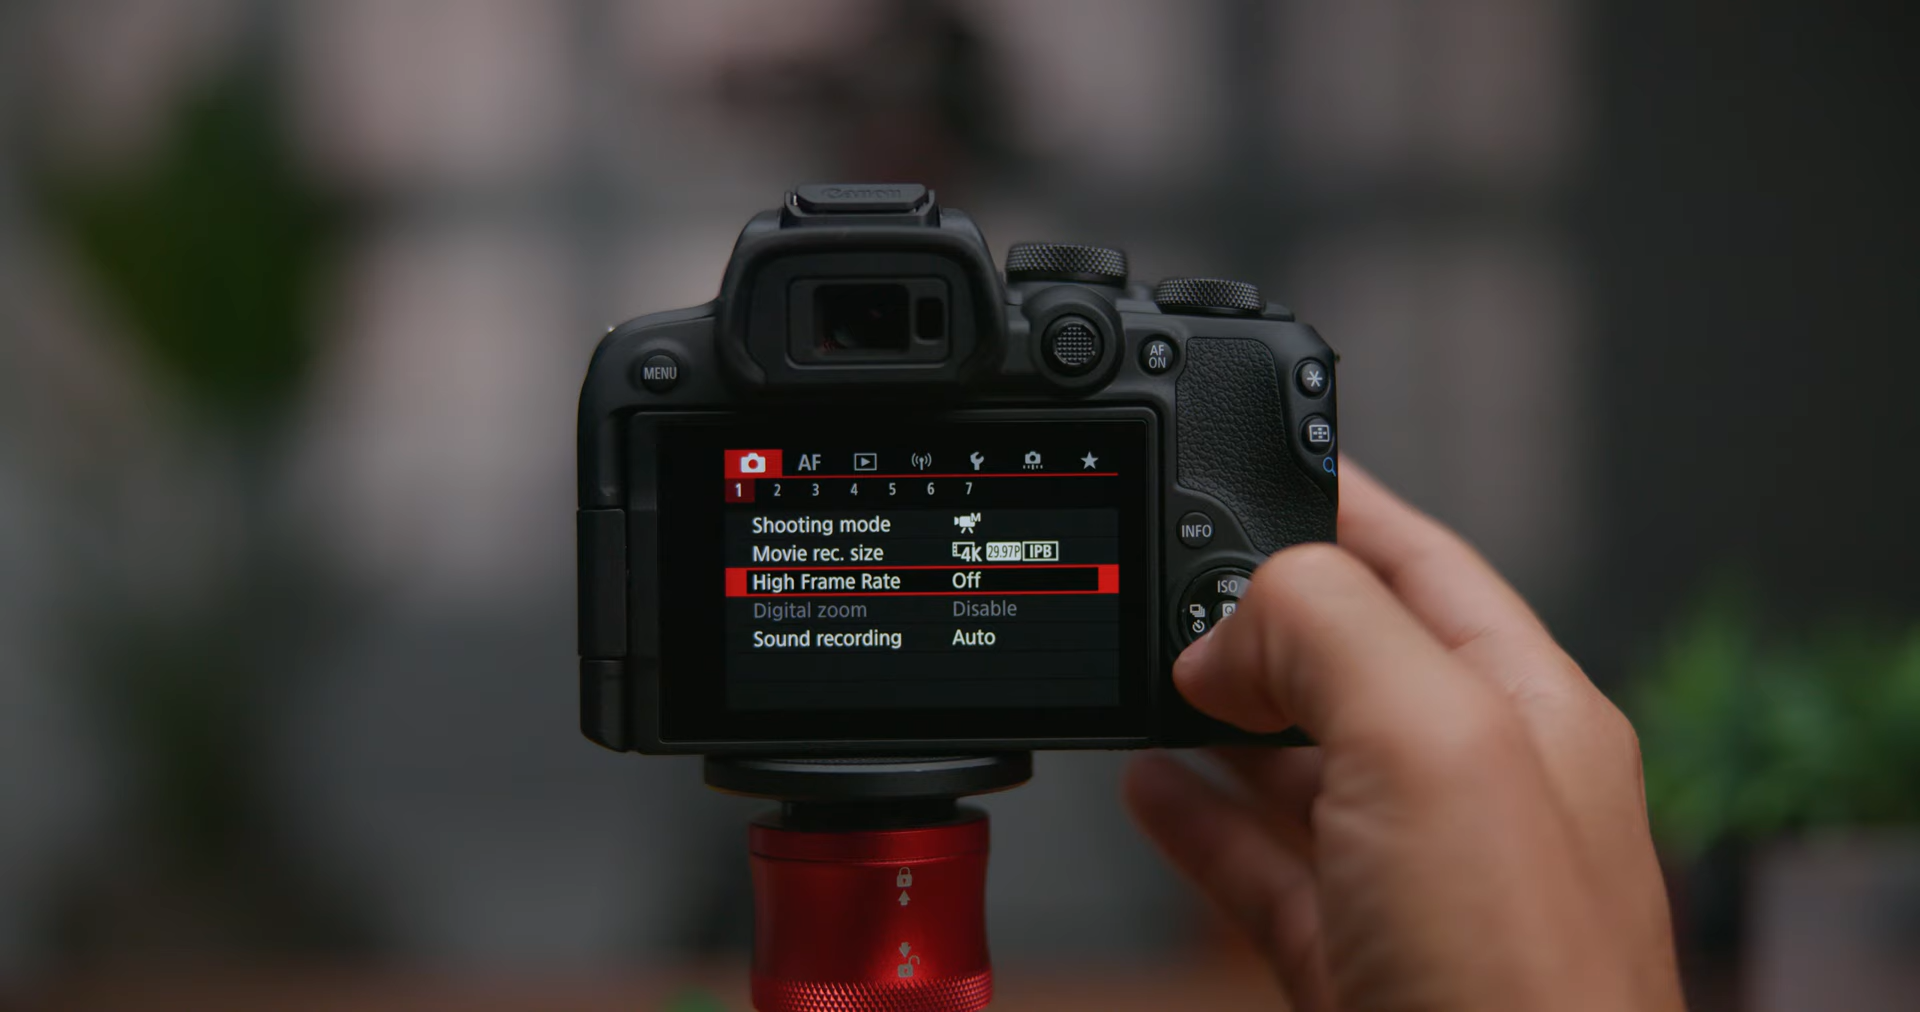 Canon
MENU
AF
ON
AF
1 2 3 4 5 6 7
Shooting mode M
Movie rec. size 4K 29.97P IPB
High Frame Rate Off
Digital zoom Disable
Sound recording Auto
INFO
ISO
Q